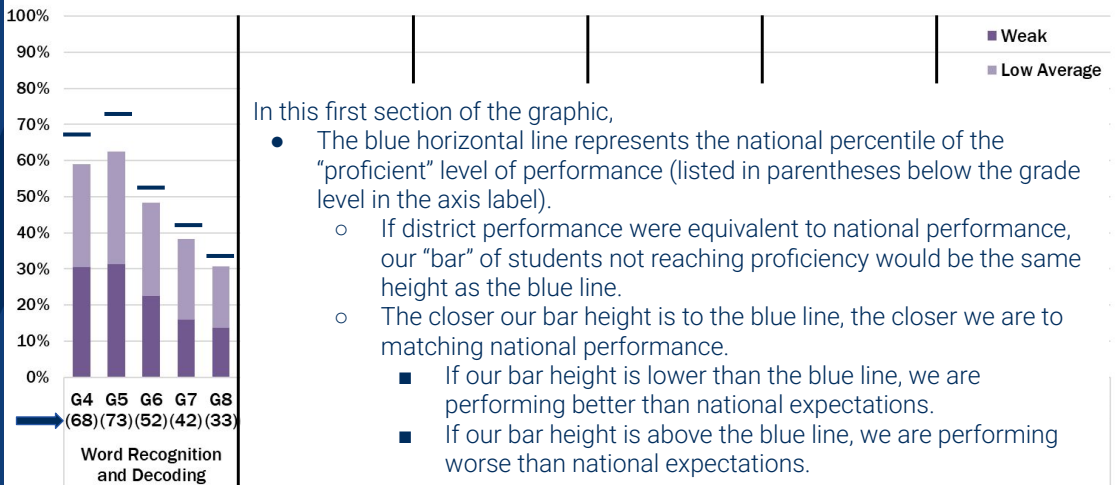 100%
90%
80%
70%
60%
50%
40%
30%
20%
10%
0%
Weak
Low Average
In this first section of the graphic,
● The blue horizontal line represents the national percentile of the
“proficient” level of performance (listed in parentheses below the grade
level in the axis label).
○ If district performance were equivalent to national performance,
our “bar” of students not reaching proficiency would be the same
height as the blue line.
○ The closer our bar height is to the blue line, the closer we are to
matching national performance.
■ If our bar height is lower than the blue line, we are
performing better than national expectations.
■ If our bar height is above the blue line, we are performing
worse than national expectations.
G4 G5 G6 G7 G8
(68) (73) (52) (42) (33)
Word Recognition
and Decoding